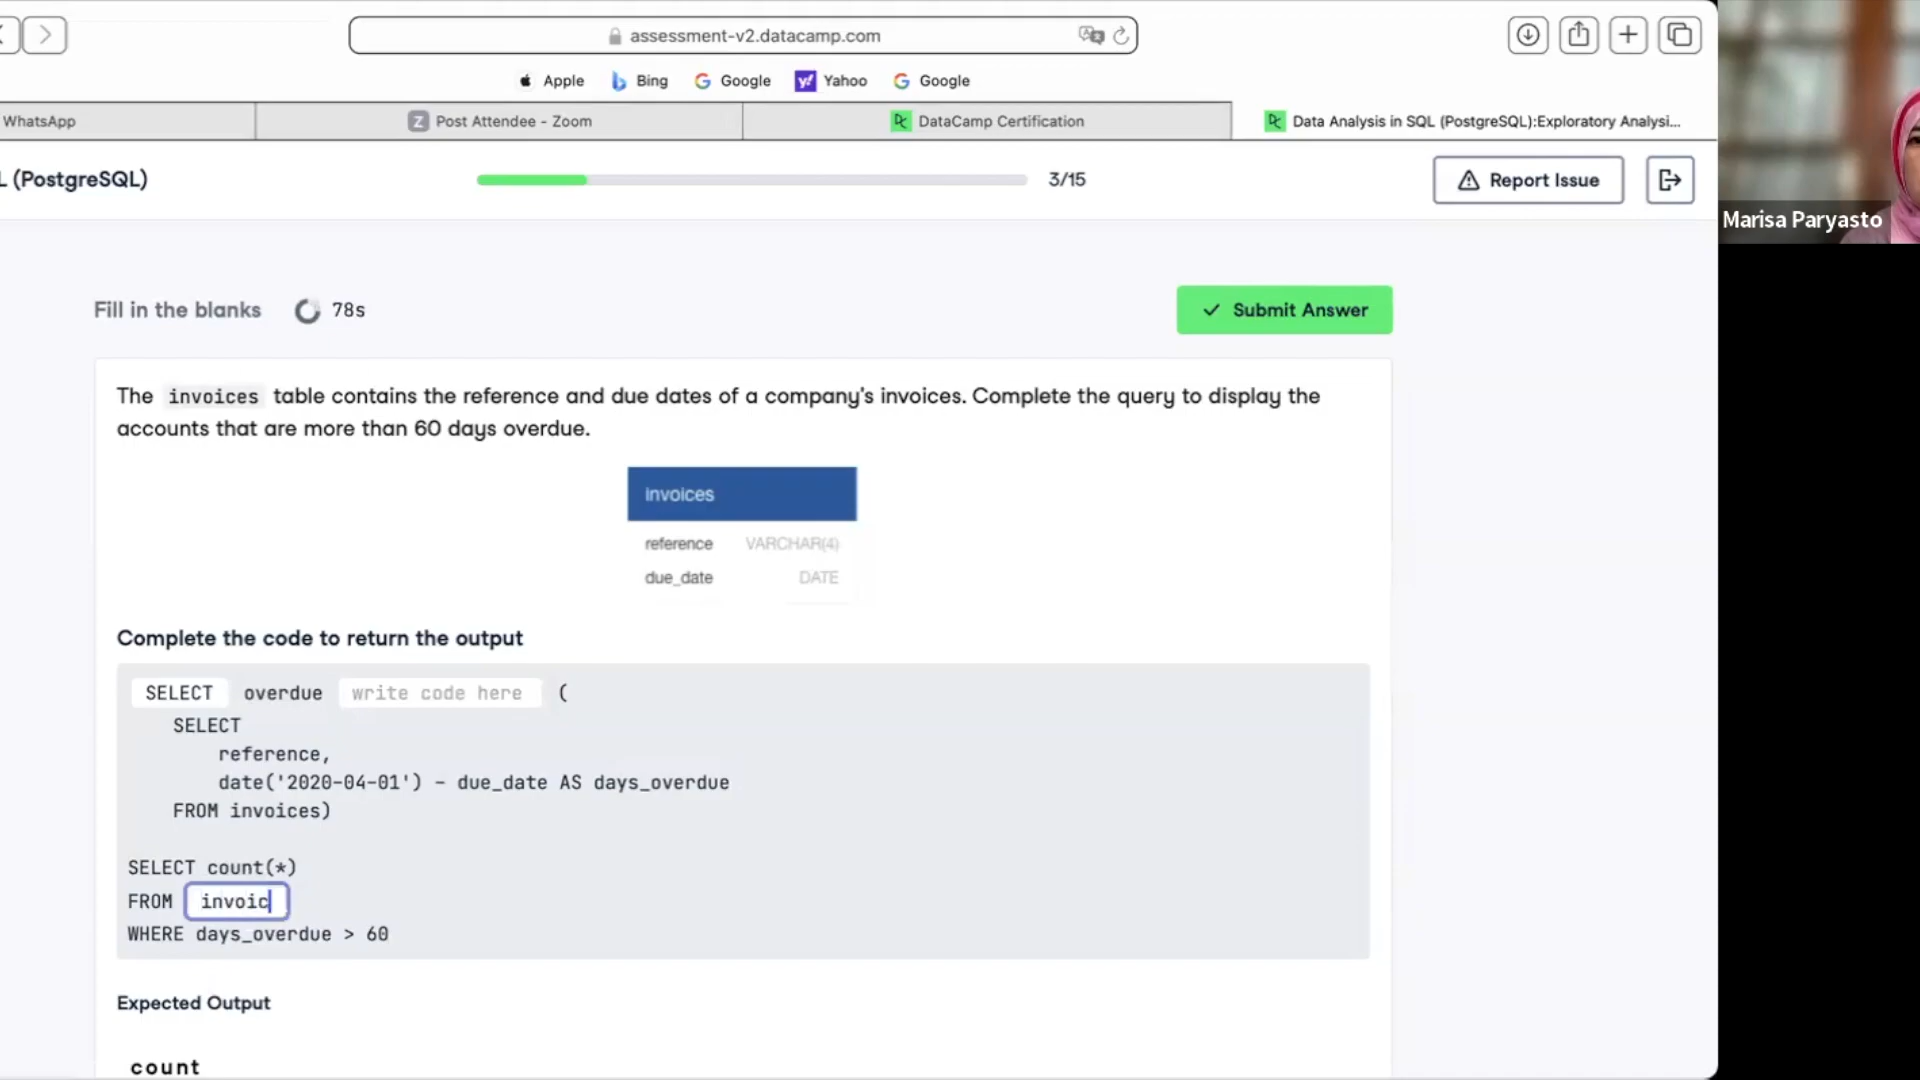 assessment-v2.datacamp.com
Apple Bing Google Yahoo Google
WhatsApp Post Attendee - Zoom DataCamp Certification Data Analysis in SQL (PostgreSQL):Exploratory Analysi...
L (PostgreSQL) 3/15 Report Issue
Marisa Paryasto
Fill in the blanks 78s Submit Answer
The invoices table contains the reference and due dates of a company's invoices. Complete the query to display the
accounts that are more than 60 days overdue.
invoices
reference VARCHAR(4)
due_date DATE
Complete the code to return the output
SELECT overdue write code here (
SELECT
reference,
date('2020-04-01') - due_date AS days_overdue
FROM invoices)
SELECT count(*)
FROM invoic
WHERE days_overdue > 60
Expected Output
count